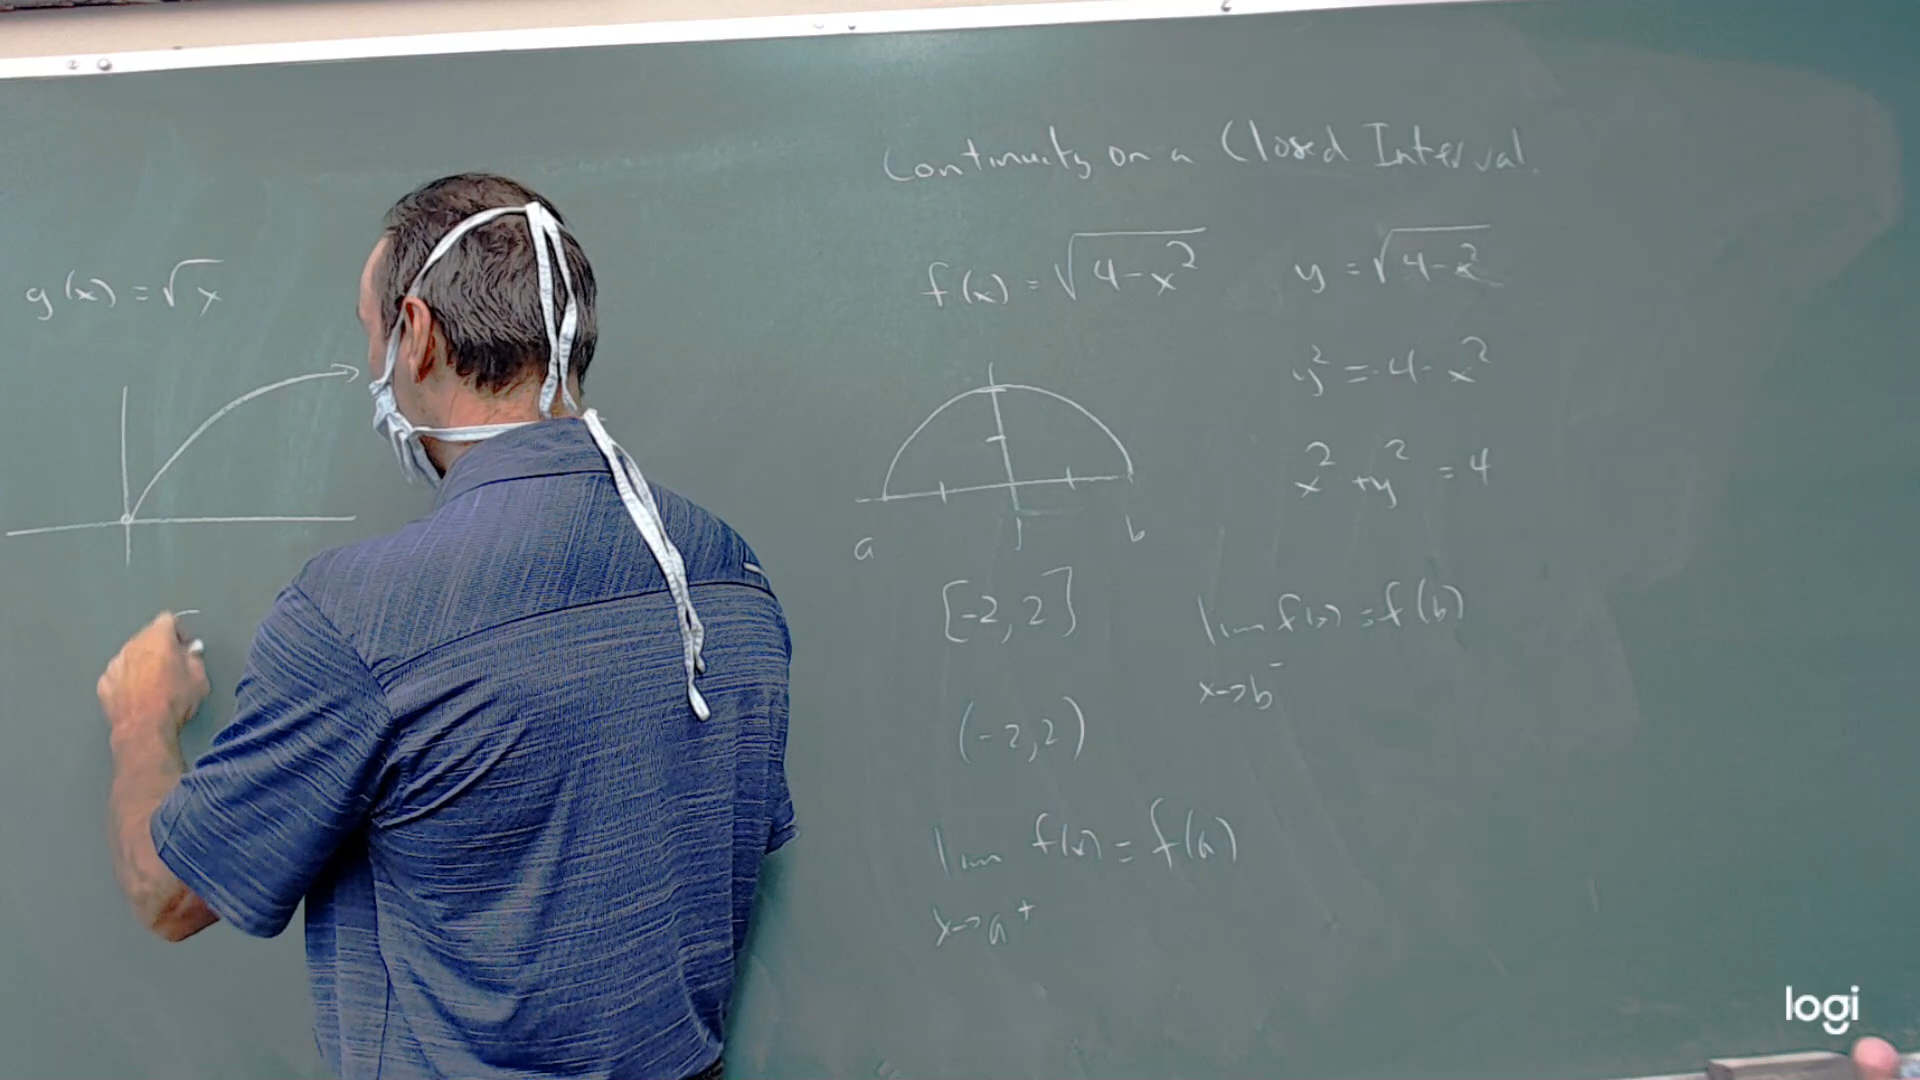 g(x) = √x
Continuity on a Closed Interval.
f(x) = √(4-x²)
y = √(4-x²)
y² = 4-x²
x² + y² = 4
a
b
[-2, 2]
(-2, 2)
lim f(x) = f(b)
x→b⁻
lim f(x) = f(a)
x→a⁺
logi